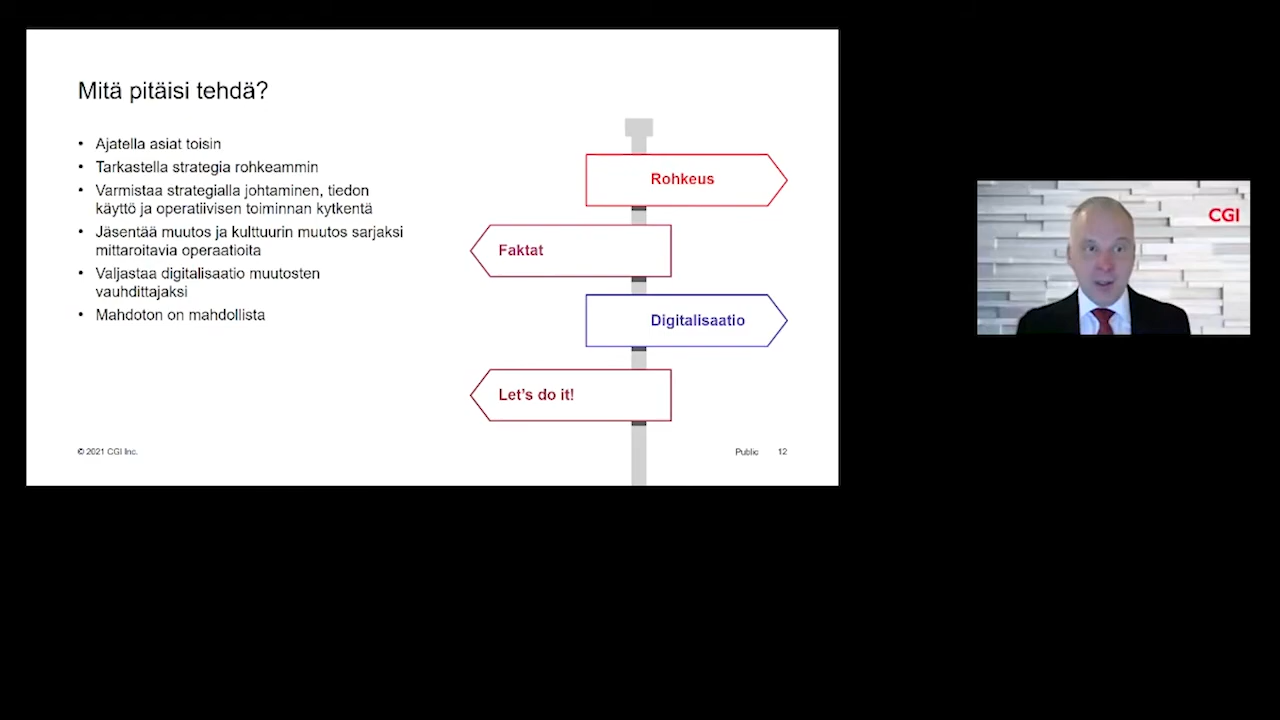 Mitä pitäisi tehdä?
• Ajatella asiat toisin
• Tarkastella strategia rohkeammin
• Varmistaa strategialla johtaminen, tiedon
käyttö ja operatiivisen toiminnan kytkentä
• Jäsentää muutos ja kulttuurin muutos sarjaksi
mittaroitavia operaatioita
• Valjastaa digitalisaatio muutosten
vauhdittajaksi
• Mahdoton on mahdollista
Rohkeus
Faktat
Digitalisaatio
Let's do it!
© 2021 CGI Inc.
Public 12
CGI